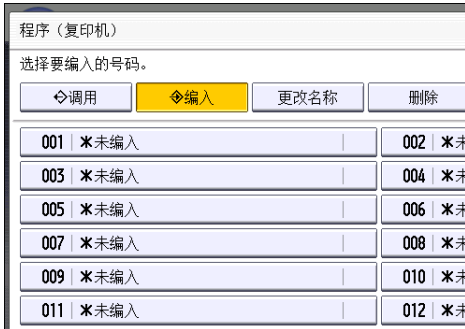 程序（复印机）
选择要编入的号码。
调用 编入 更改名称 删除
001 ✱未编入 002 ✱
003 ✱未编入 004 ✱
005 ✱未编入 006 ✱
007 ✱未编入 008 ✱
009 ✱未编入 010 ✱
011 ✱未编入 012 ✱